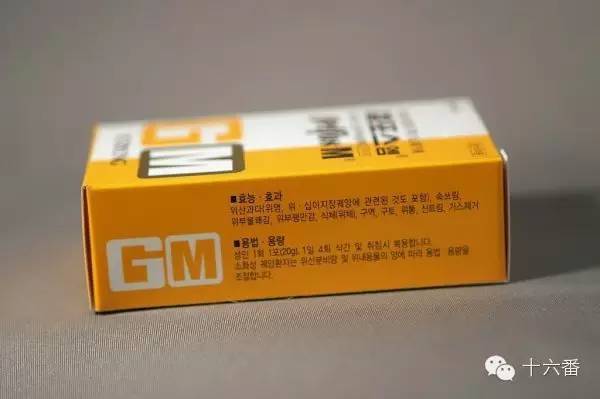 GM
■효능·효과
위산과다(위염, 위·십이지장궤양에 관련된 것도 포함), 속쓰림,
위부불쾌감, 위부팽만감, 식체(위체), 구역, 구토, 위통, 신트림, 가스제거
■용법·용량
성인 1회 1포(20g), 1일 4회 식간 및 취침시 복용합니다.
소화성 궤양환자는 위산분비량 및 위내용물의 양에 따라 용법 용량을
조절합니다.
GM
十六番